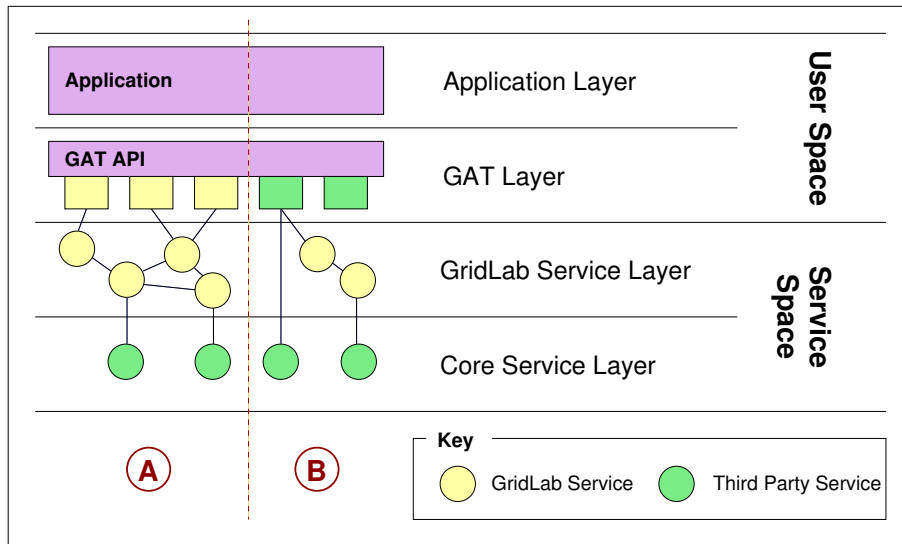 Application
Application Layer
User Space
GAT API
GAT Layer
GridLab Service Layer
Service
Space
Core Service Layer
A
B
Key
GridLab Service
Third Party Service